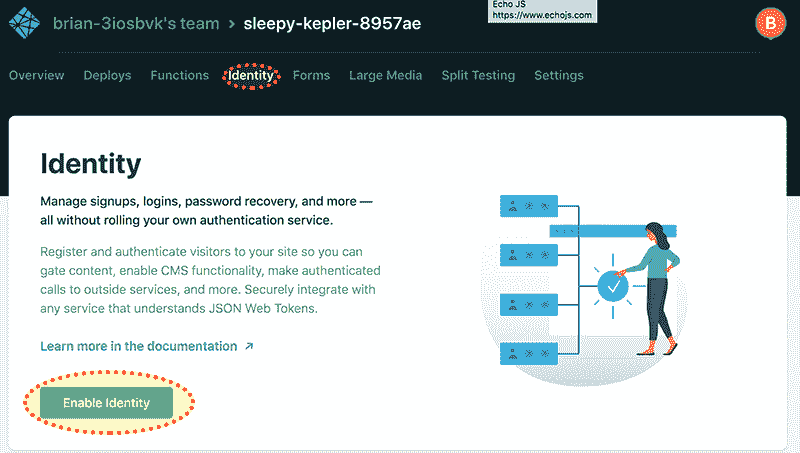 Echo JS
https://www.echojs.com
brian-3iosbvk's team > sleepy-kepler-8957ae
B
Overview Deploys Functions Identity Forms Large Media Split Testing Settings
Identity
Manage signups, logins, password recovery, and more —
all without rolling your own authentication service.
Register and authenticate visitors to your site so you can
gate content, enable CMS functionality, make authenticated
calls to outside services, and more. Securely integrate with
any service that understands JSON Web Tokens.
Learn more in the documentation ↗
Enable Identity